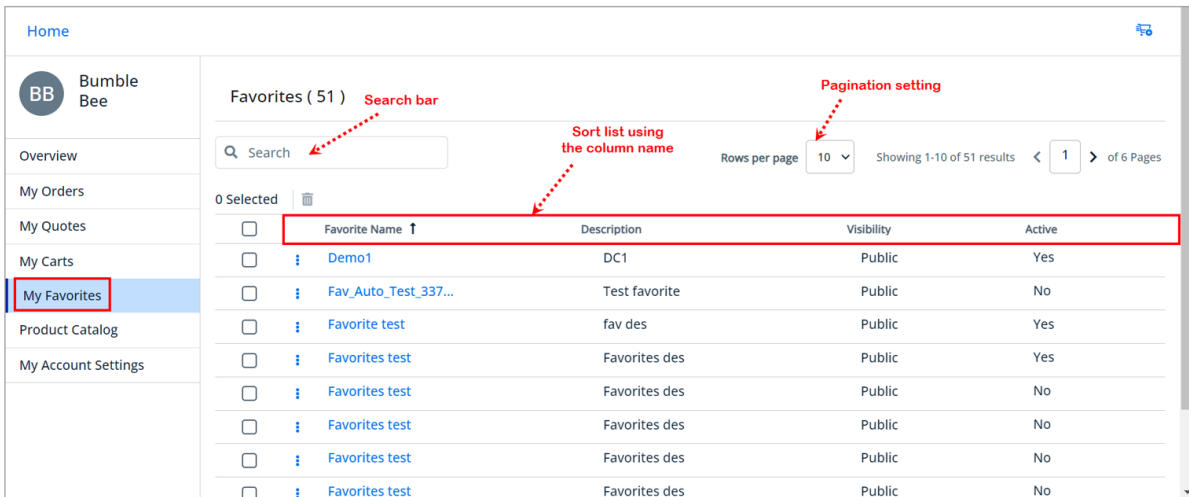 Home
BB
Bumble
Bee
Overview
My Orders
My Quotes
My Carts
My Favorites
Product Catalog
My Account Settings
Favorites ( 51 )
Search bar
Pagination setting
Search
Sort list using
the column name
Rows per page 10 Showing 1-10 of 51 results 1 of 6 Pages
0 Selected
Favorite Name Description Visibility Active
Demo1 DC1 Public Yes
Fav_Auto_Test_337... Test favorite Public No
Favorite test fav des Public Yes
Favorites test Favorites des Public Yes
Favorites test Favorites des Public No
Favorites test Favorites des Public No
Favorites test Favorites des Public No
Favorites test Favorites des Public No